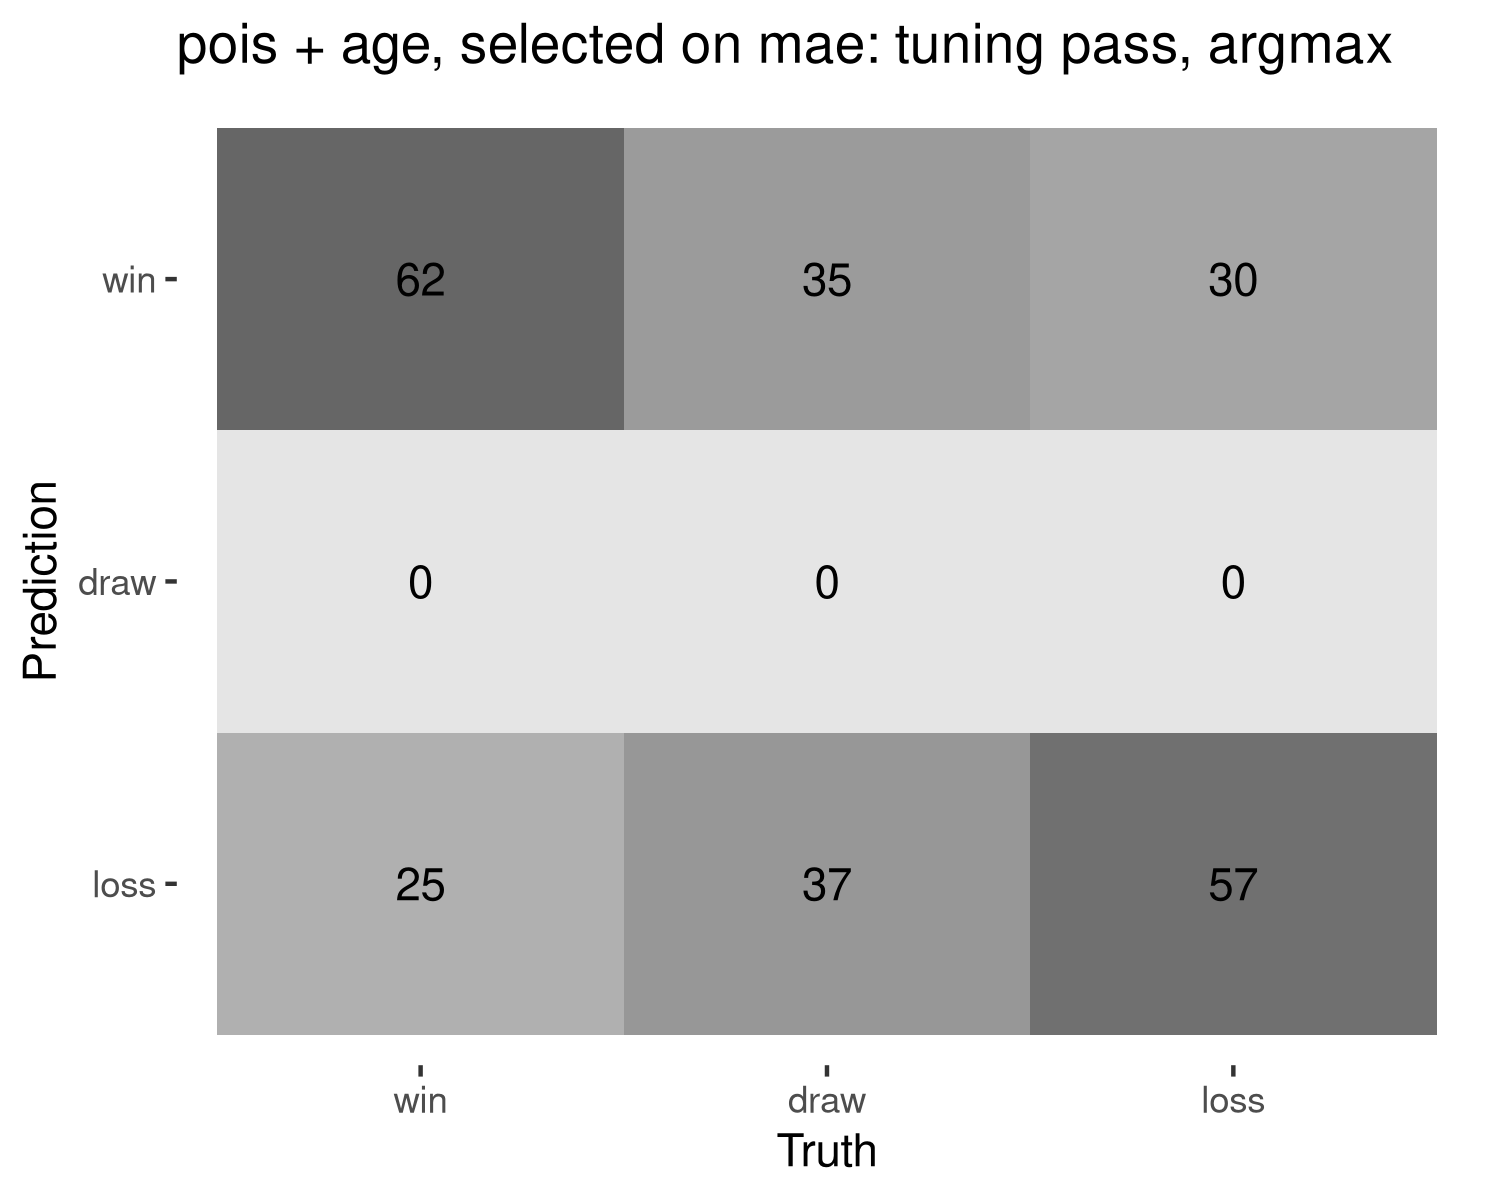 pois + age, selected on mae: tuning pass, argmax
win
62
35
30
Prediction
draw
0
0
0
loss
25
37
57
win
draw
loss
Truth